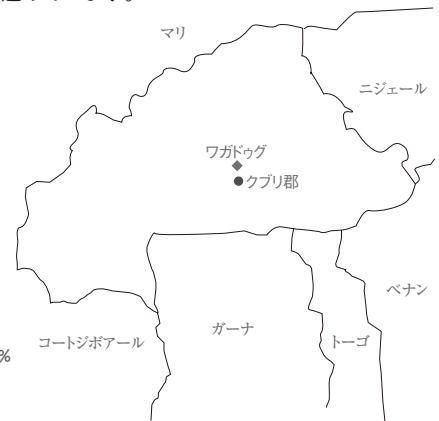 マリ
ニジェール
ワガドゥグ
クブリ郡
ベナン
ガーナ
トーゴ
コートジボアール
%